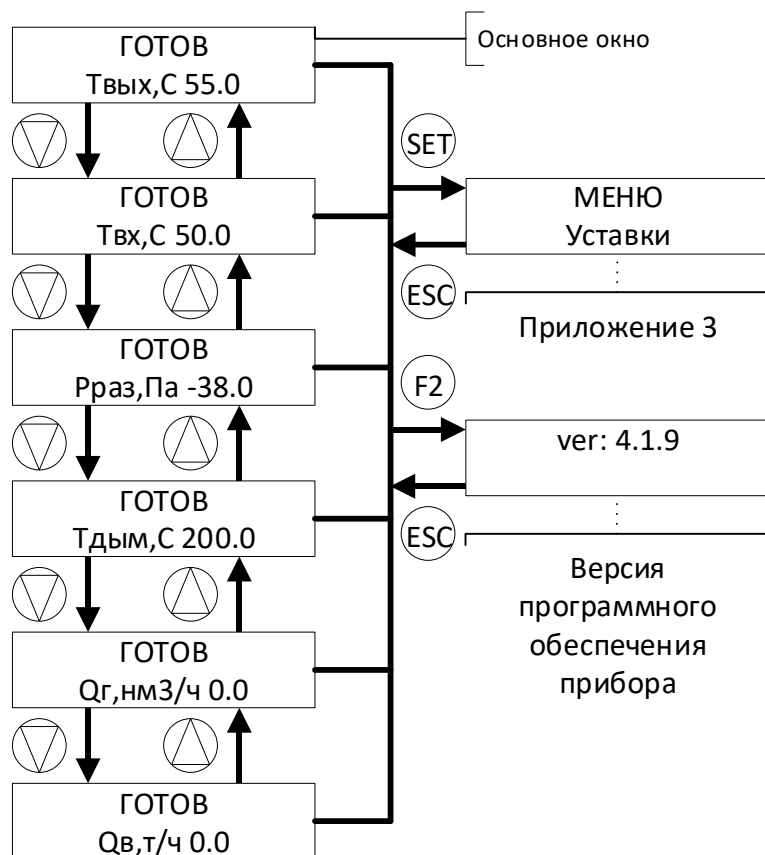 ГОТОВ
Твых,С 55.0
Основное окно
SET
ГОТОВ
Твх,С 50.0
МЕНЮ
Уставки
ESC
Приложение 3
ГОТОВ
Рраз,Па -38.0
F2
ver: 4.1.9
ГОТОВ
Тдым,С 200.0
ESC
Версия
программного
обеспечения
прибора
ГОТОВ
Qг,нм3/ч 0.0
ГОТОВ
Qв,т/ч 0.0